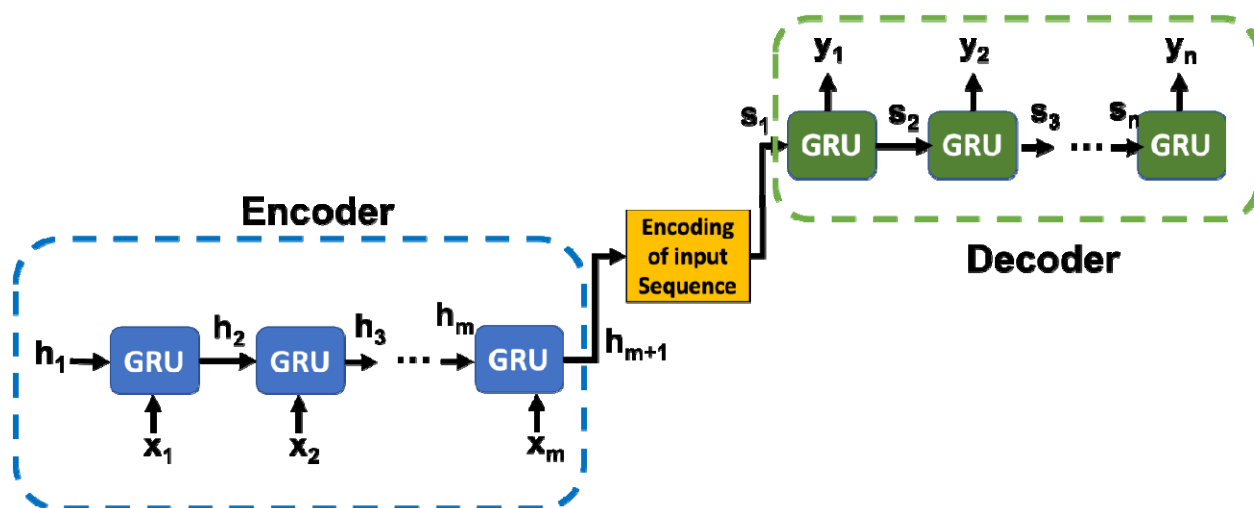 y1 y2 yn
s1 s2 s3 sn
GRU GRU GRU
Decoder
Encoding
of input
Sequence
Encoder
h1 h2 h3 hm hm+1
GRU GRU GRU
x1 x2 xm
...
...